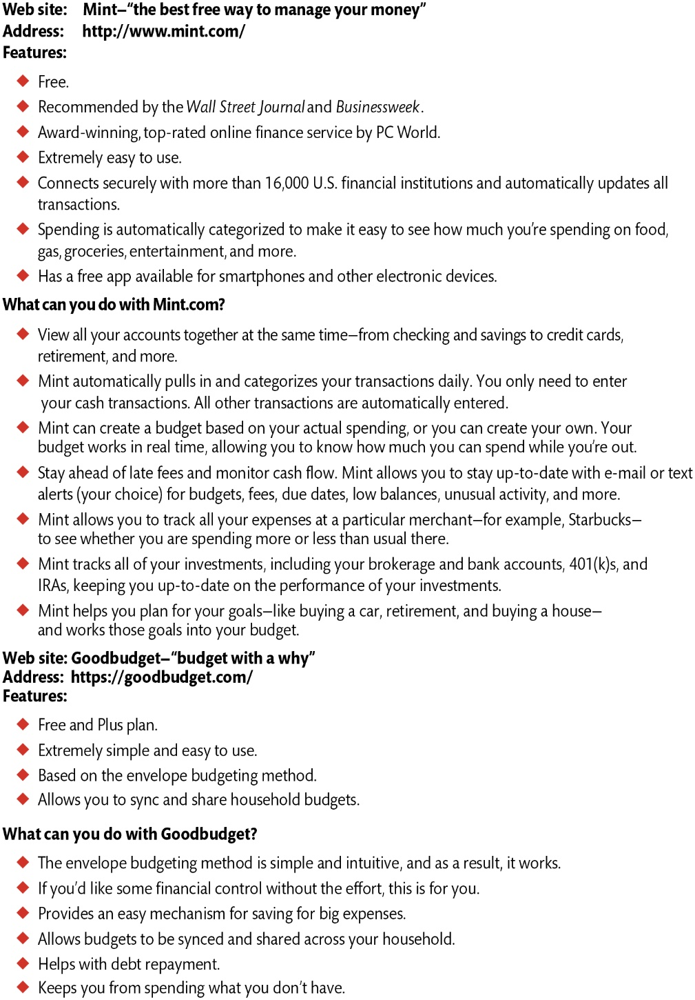 Web site: Mint—“the best free way to manage your money”
Address: http://www.mint.com/
Features:
◆ Free.
◆ Recommended by the Wall Street Journal and Businessweek.
◆ Award-winning, top-rated online finance service by PC World.
◆ Extremely easy to use.
◆ Connects securely with more than 16,000 U.S. financial institutions and automatically updates all
transactions.
◆ Spending is automatically categorized to make it easy to see how much you’re spending on food,
gas, groceries, entertainment, and more.
◆ Has a free app available for smartphones and other electronic devices.
What can you do with Mint.com?
◆ View all your accounts together at the same time—from checking and savings to credit cards,
retirement, and more.
◆ Mint automatically pulls in and categorizes your transactions daily. You only need to enter
your cash transactions. All other transactions are automatically entered.
◆ Mint can create a budget based on your actual spending, or you can create your own. Your
budget works in real time, allowing you to know how much you can spend while you’re out.
◆ Stay ahead of late fees and monitor cash flow. Mint allows you to stay up-to-date with e-mail or text
alerts (your choice) for budgets, fees, due dates, low balances, unusual activity, and more.
◆ Mint allows you to track all your expenses at a particular merchant—for example, Starbucks—
to see whether you are spending more or less than usual there.
◆ Mint tracks all of your investments, including your brokerage and bank accounts, 401(k)s, and
IRAs, keeping you up-to-date on the performance of your investments.
◆ Mint helps you plan for your goals—like buying a car, retirement, and buying a house—
and works those goals into your budget.
Web site: Goodbudget—“budget with a why”
Address: https://goodbudget.com/
Features:
◆ Free and Plus plan.
◆ Extremely simple and easy to use.
◆ Based on the envelope budgeting method.
◆ Allows you to sync and share household budgets.
What can you do with Goodbudget?
◆ The envelope budgeting method is simple and intuitive, and as a result, it works.
◆ If you’d like some financial control without the effort, this is for you.
◆ Provides an easy mechanism for saving for big expenses.
◆ Allows budgets to be synced and shared across your household.
◆ Helps with debt repayment.
◆ Keeps you from spending what you don’t have.